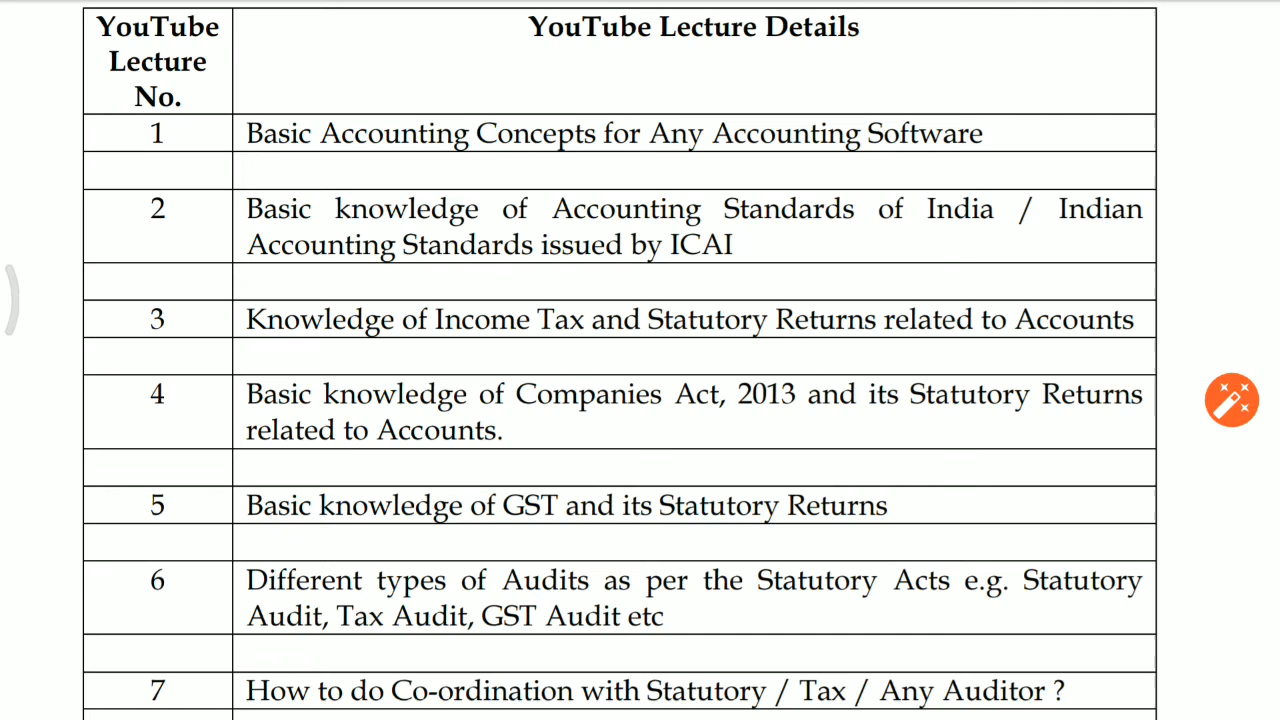 YouTube Lecture No.
YouTube Lecture Details
1 Basic Accounting Concepts for Any Accounting Software
2 Basic knowledge of Accounting Standards of India / Indian
Accounting Standards issued by ICAI
3 Knowledge of Income Tax and Statutory Returns related to Accounts
4 Basic knowledge of Companies Act, 2013 and its Statutory Returns
related to Accounts.
5 Basic knowledge of GST and its Statutory Returns
6 Different types of Audits as per the Statutory Acts e.g. Statutory
Audit, Tax Audit, GST Audit etc
7 How to do Co-ordination with Statutory / Tax / Any Auditor ?